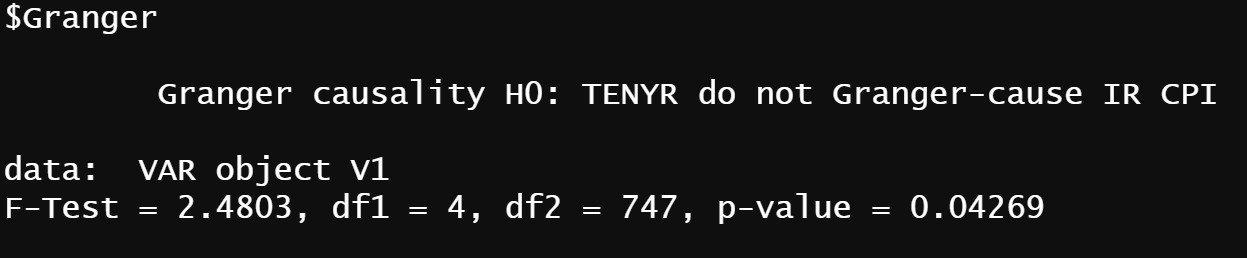 $Granger
Granger causality H0: TENYR do not Granger-cause IR CPI
data:  VAR object V1
F-Test = 2.4803, df1 = 4, df2 = 747, p-value = 0.04269